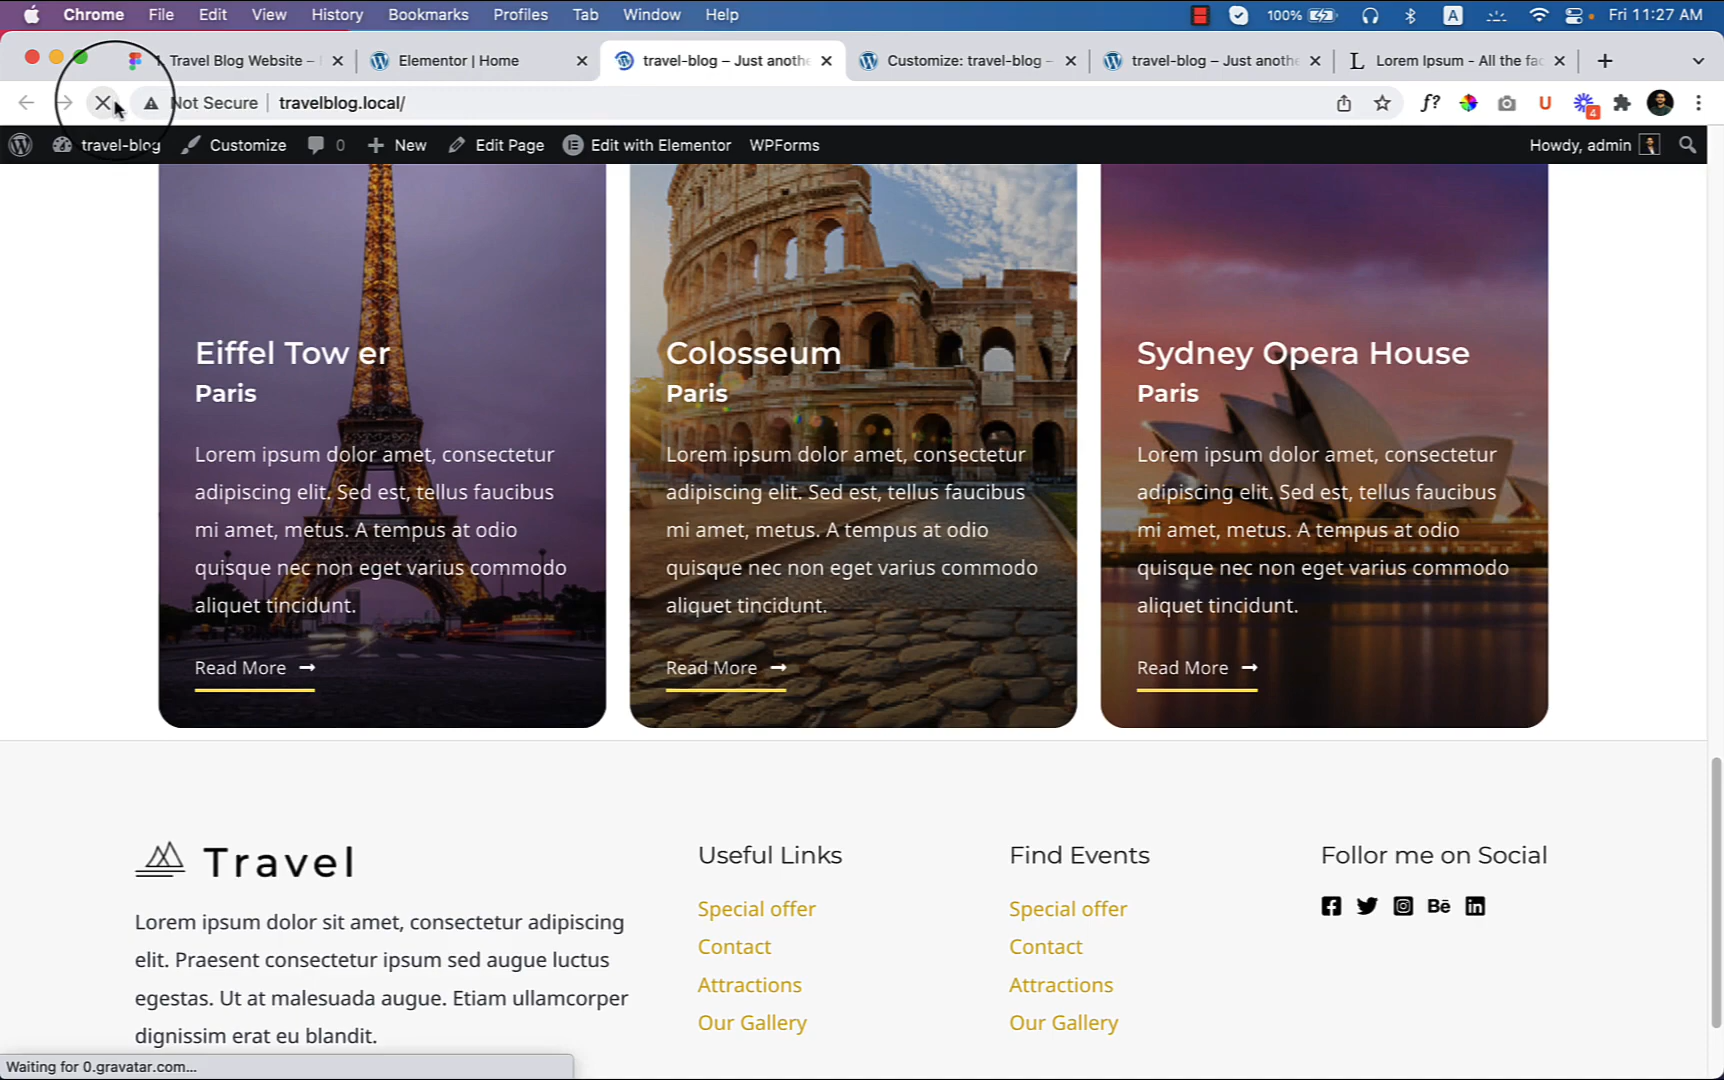 Chrome File Edit View History Bookmarks Profiles Tab Window Help 100% A Fri 11:27 AM
Travel Blog Website – Elementor | Home travel-blog – Just anoth Customize: travel-blog – travel-blog – Just anoth L Lorem Ipsum - All the fac
Not Secure travelblog.local/ f? U 4
travel-blog Customize 0 New Edit Page Edit with Elementor WPForms Howdy, admin
Eiffel Tow er
Paris
Lorem ipsum dolor amet, consectetur
adipiscing elit. Sed est, tellus faucibus
mi amet, metus. A tempus at odio
quisque nec non eget varius commodo
aliquet tincidunt.
Read More
Colosseum
Paris
Lorem ipsum dolor amet, consectetur
adipiscing elit. Sed est, tellus faucibus
mi amet, metus. A tempus at odio
quisque nec non eget varius commodo
aliquet tincidunt.
Read More
Sydney Opera House
Paris
Lorem ipsum dolor amet, consectetur
adipiscing elit. Sed est, tellus faucibus
mi amet, metus. A tempus at odio
quisque nec non eget varius commodo
aliquet tincidunt.
Read More
Travel
Lorem ipsum dolor sit amet, consectetur adipiscing
elit. Praesent consectetur ipsum sed augue luctus
egestas. Ut at malesuada augue. Etiam ullamcorper
dignissim erat eu blandit.
Useful Links
Special offer
Contact
Attractions
Our Gallery
Find Events
Special offer
Contact
Attractions
Our Gallery
Follor me on Social
Bē
Waiting for 0.gravatar.com...